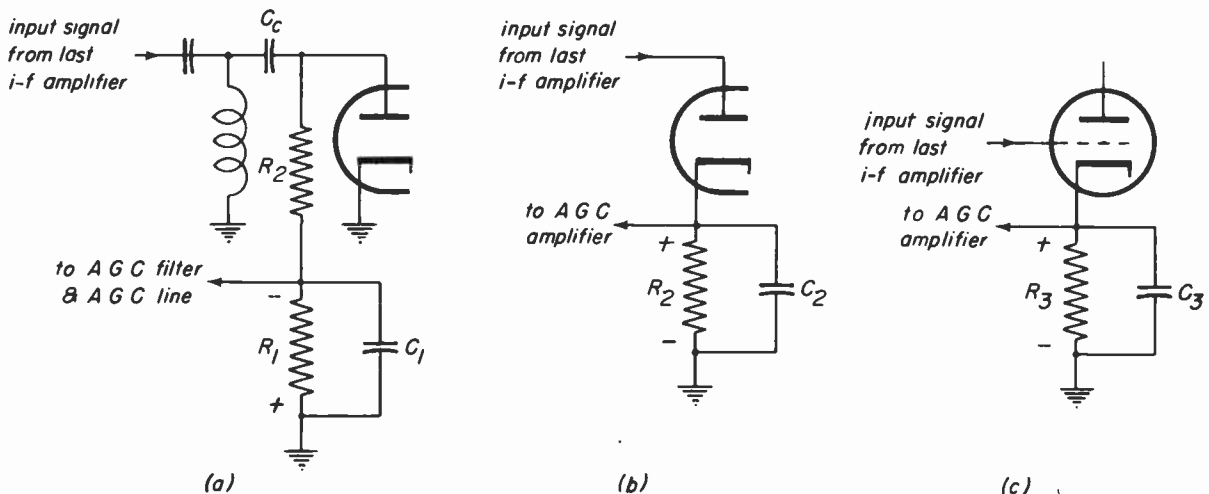 input signal
from last
i-f amplifier
C_c
R_2
to AGC filter
& AGC line
-
R_1
C_1
+
(a)
input signal
from last
i-f amplifier
to AGC
amplifier
+
R_2
C_2
-
(b)
input signal
from last
i-f amplifier
to AGC
amplifier
+
R_3
C_3
-
(c)